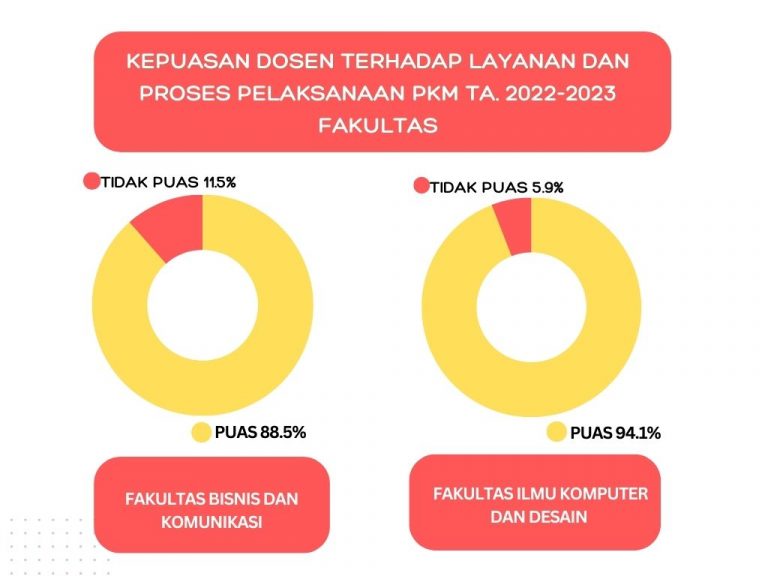 KEPUASAN DOSEN TERHADAP LAYANAN DAN
PROSES PELAKSANAAN PKM TA. 2022-2023
FAKULTAS
TIDAK PUAS 11.5%
TIDAK PUAS 5.9%
PUAS 88.5%
PUAS 94.1%
FAKULTAS BISNIS DAN
KOMUNIKASI
FAKULTAS ILMU KOMPUTER
DAN DESAIN